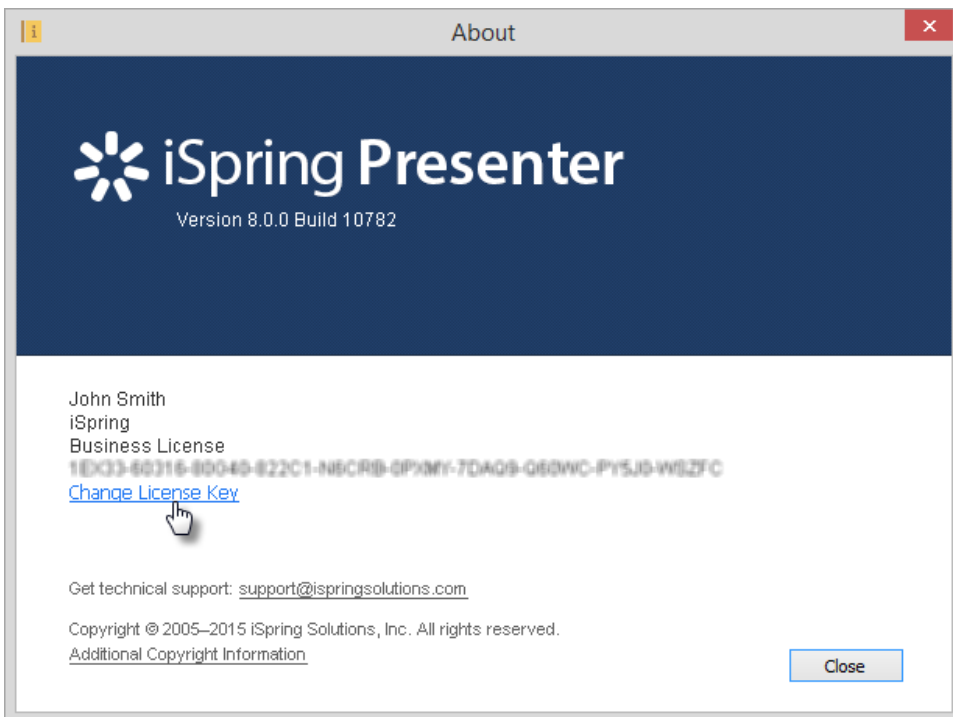 About
iSpring Presenter
Version 8.0.0 Build 10782
John Smith
iSpring
Business License
Change License Key
Get technical support: support@ispringsolutions.com
Copyright © 2005–2015 iSpring Solutions, Inc. All rights reserved.
Additional Copyright Information
Close